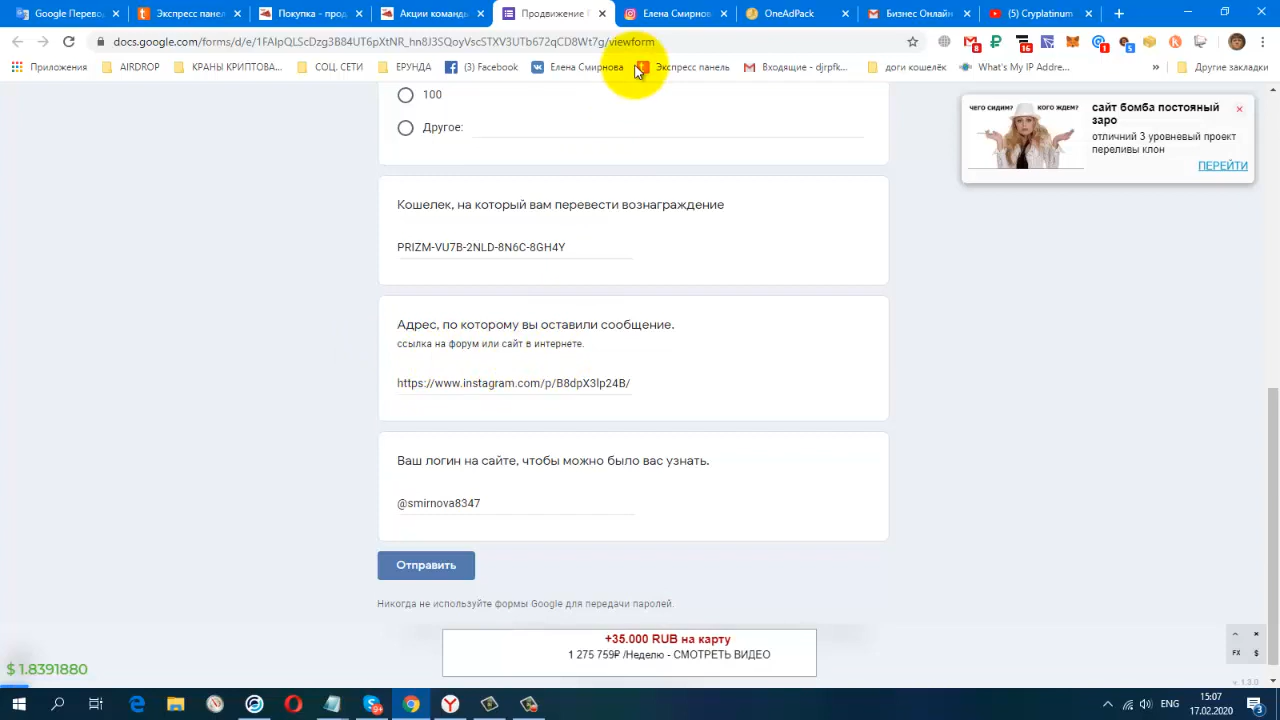 Google Перево
Экспресс панел
Покупка - прод
Акции команды
Продвижение Г
Елена Смирнов
OneAdPack
Бизнес Онлайн
(5) Cryplatinum
docs.google.com/forms/d/e/1FAIpQLScDzq3B84UT6pXtNR_hn8J3SQoyVscSTXV3UTb672qCD8Wt7g/viewform
Приложения
AIRDROP
КРАНЫ КРИПТОВА...
СОЦ. СЕТИ
ЕРУНДА
(3) Facebook
Елена Смирнова
Экспресс панель
Входящие - djrpfk...
доги кошелёк
What's My IP Addre...
»
Другие закладки
100
Другое:
ЧЕГО СИДИМ? КОГО ЖДЕМ?
сайт бомба постояный
заро
отличний 3 уровневый проект
переливы клон
ПЕРЕЙТИ
Кошелек, на который вам перевести вознаграждение
PRIZM-VU7B-2NLD-8N6C-8GH4Y
Адрес, по которому вы оставили сообщение.
ссылка на форум или сайт в интернете.
https://www.instagram.com/p/B8dpX3lp24B/
Ваш логин на сайте, чтобы можно было вас узнать.
@smirnova8347
Отправить
Никогда не используйте формы Google для передачи паролей.
+35.000 RUB на карту
1 275 759₽ /Неделю - СМОТРЕТЬ ВИДЕО
FX $
$ 1.8391880
v. 1.3.0
ENG
15:07
17.02.2020